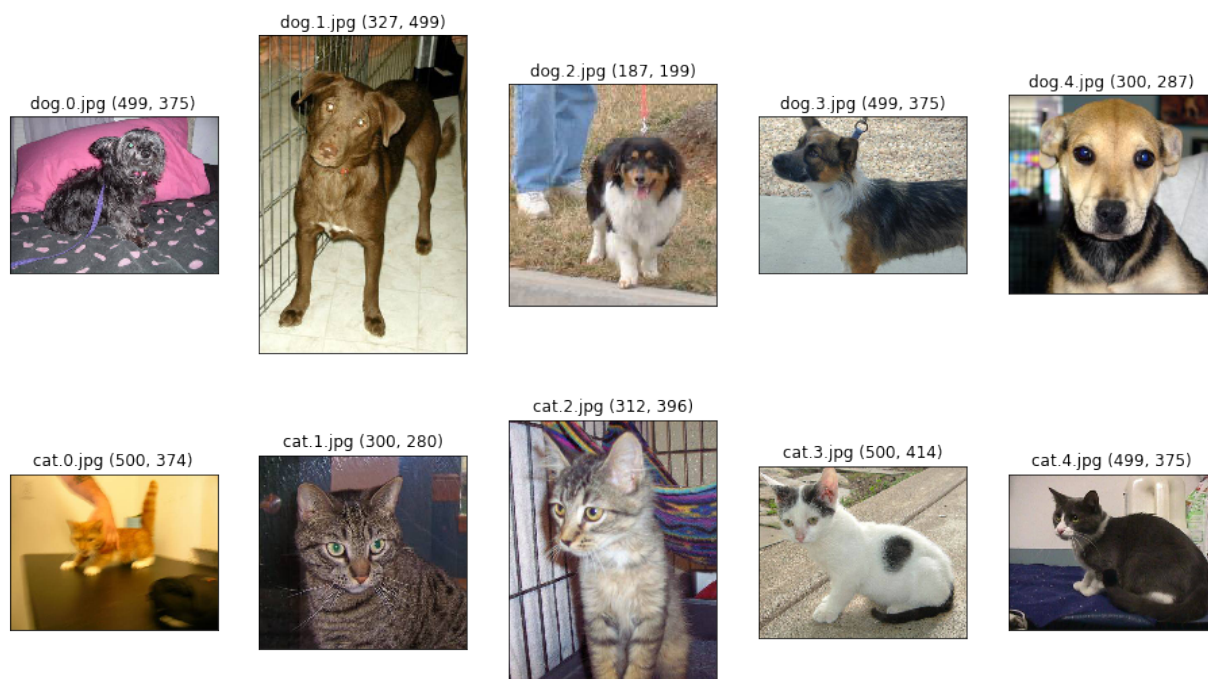 dog.0.jpg (499, 375)
dog.1.jpg (327, 499)
dog.2.jpg (187, 199)
dog.3.jpg (499, 375)
dog.4.jpg (300, 287)
cat.0.jpg (500, 374)
cat.1.jpg (300, 280)
cat.2.jpg (312, 396)
cat.3.jpg (500, 414)
cat.4.jpg (499, 375)